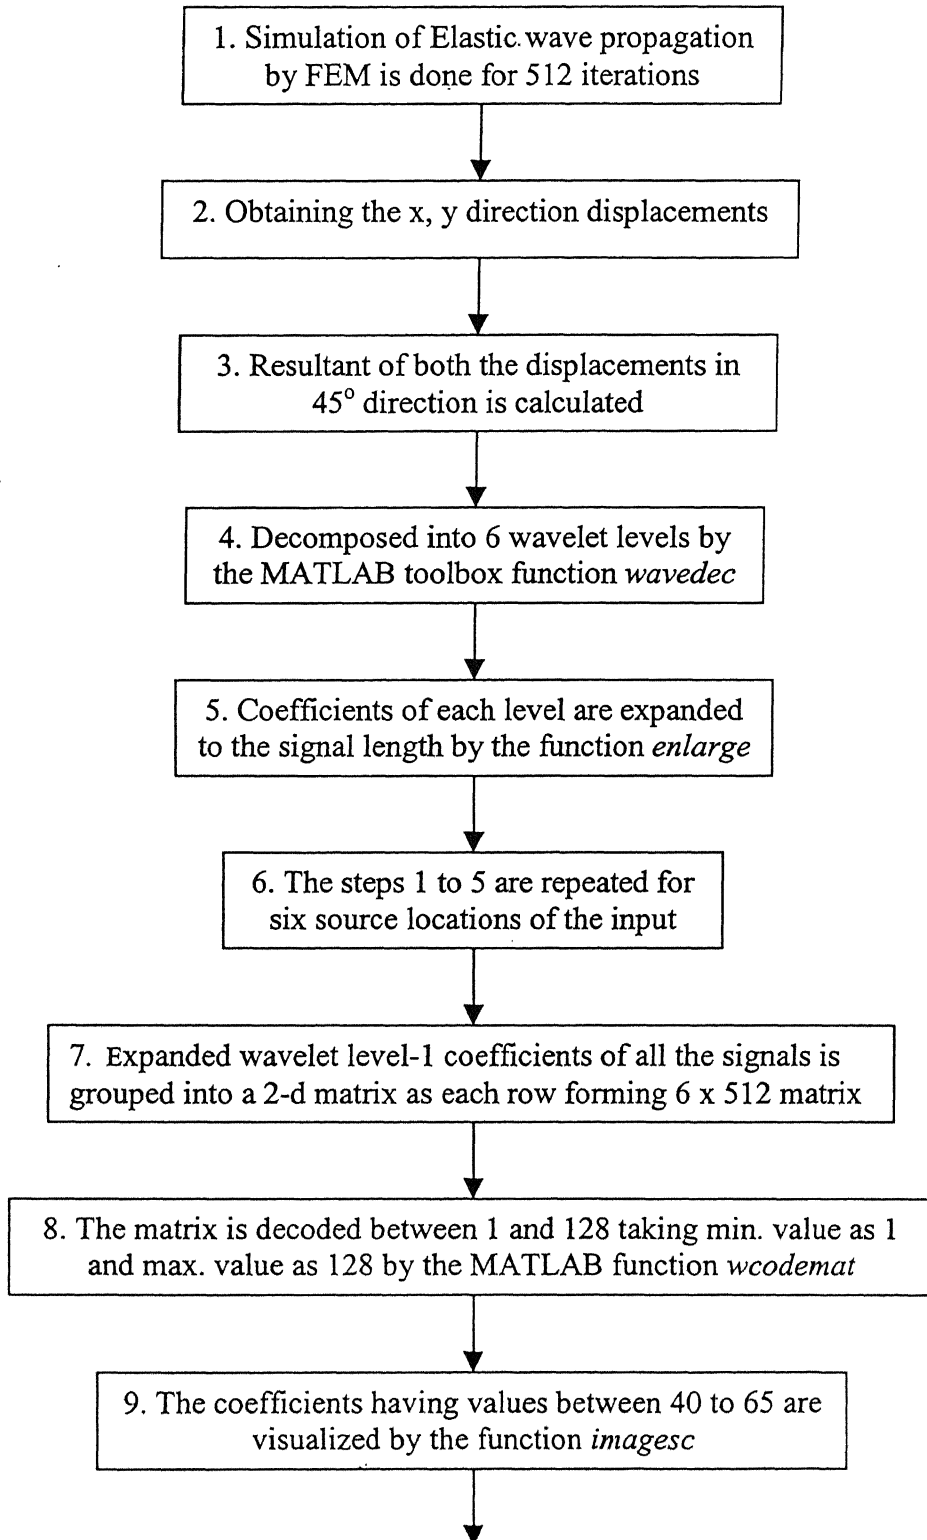 1. Simulation of Elastic wave propagation
by FEM is done for 512 iterations
2. Obtaining the x, y direction displacements
3. Resultant of both the displacements in
45° direction is calculated
4. Decomposed into 6 wavelet levels by
the MATLAB toolbox function wavedec
5. Coefficients of each level are expanded
to the signal length by the function enlarge
6. The steps 1 to 5 are repeated for
six source locations of the input
7. Expanded wavelet level-1 coefficients of all the signals is
grouped into a 2-d matrix as each row forming 6 x 512 matrix
8. The matrix is decoded between 1 and 128 taking min. value as 1
and max. value as 128 by the MATLAB function wcodemat
9. The coefficients having values between 40 to 65 are
visualized by the function imagesc